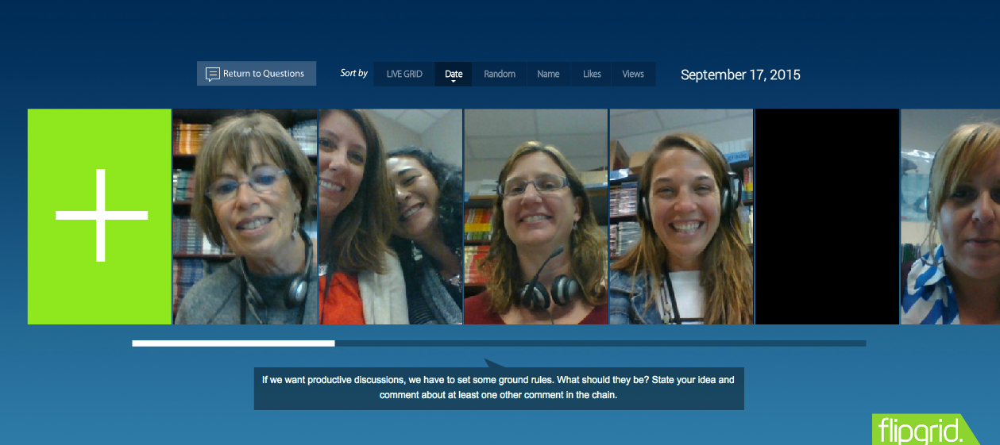 Return to Questions
Sort by
LIVE GRID
Date
Random
Name
Likes
Views
September 17, 2015
If we want productive discussions, we have to set some ground rules. What should they be? State your idea and
comment about at least one other comment in the chain.
flipgrid.